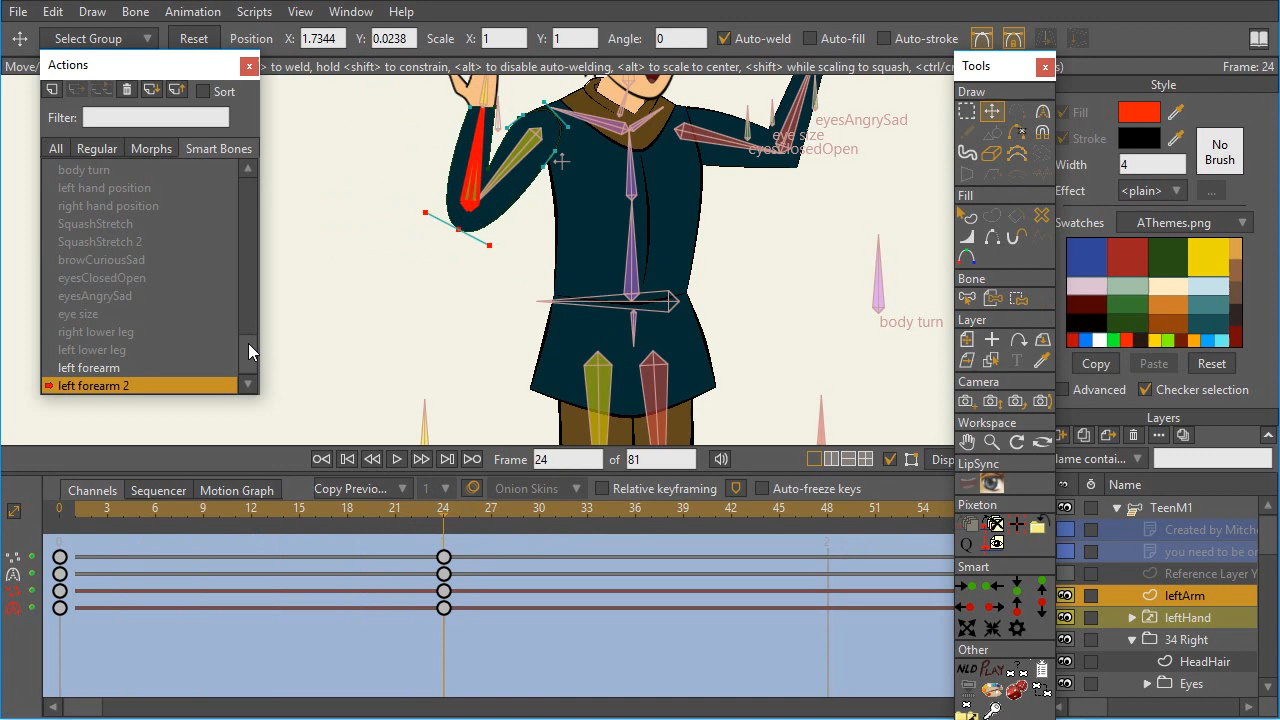 File Edit Draw Bone Animation Scripts View Window Help
Select Group Reset Position X: 1.7344 Y: 0.0238 Scale X: 1 Y: 1 Angle: 0 Auto-weld Auto-fill Auto-stroke
Move/ > to weld, hold <shift> to constrain, <alt> to disable auto-welding, <alt> to scale to center, <shift> while scaling to squash, <ctrl/c s) Frame: 24
Actions
Sort
Filter:
All Regular Morphs Smart Bones
body turn
left hand position
right hand position
SquashStretch
SquashStretch 2
browCuriousSad
eyesClosedOpen
eyesAngrySad
eye size
right lower leg
left lower leg
left forearm
left forearm 2
eyesAngrySad
eye size
eyesClosedOpen
body turn
Tools
Draw
Fill
Bone
Layer
Camera
Workspace
LipSync
Pixeton
Q
Smart
Other
NLD PLAY
Style
Fill
Stroke
No Brush
Width 4
Effect <plain> ...
Swatches AThemes.png
Copy Paste Reset
Advanced Checker selection
Layers
ame contai...
Name
TeenM1
Created by Mitche
you need to be or
Reference Layer Y
leftArm
leftHand
34 Right
HeadHair
Eyes
Frame 24 of 81 Disp
Channels Sequencer Motion Graph Copy Previo... 1 Onion Skins Relative keyframing Auto-freeze keys
0 3 6 9 12 15 18 21 24 27 30 33 36 39 42 45 48 51 54
0 1 2